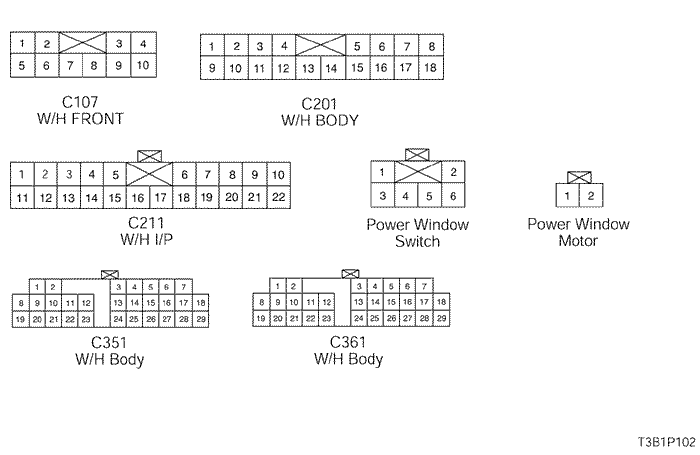 1 2 3 4
5 6 7 8 9 10
C107
W/H FRONT
1 2 3 4 5 6 7 8
9 10 11 12 13 14 15 16 17 18
C201
W/H BODY
1 2 3 4 5 6 7 8 9 10
11 12 13 14 15 16 17 18 19 20 21 22
C211
W/H I/P
1 2
3 4 5 6
Power Window
Switch
1 2
Power Window
Motor
1 2 3 4 5 6 7
8 9 10 11 12 13 14 15 16 17 18
19 20 21 22 23 24 25 26 27 28 29
C351
W/H Body
1 2 3 4 5 6 7
8 9 10 11 12 13 14 15 16 17 18
19 20 21 22 23 24 25 26 27 28 29
C361
W/H Body
T3B1P102